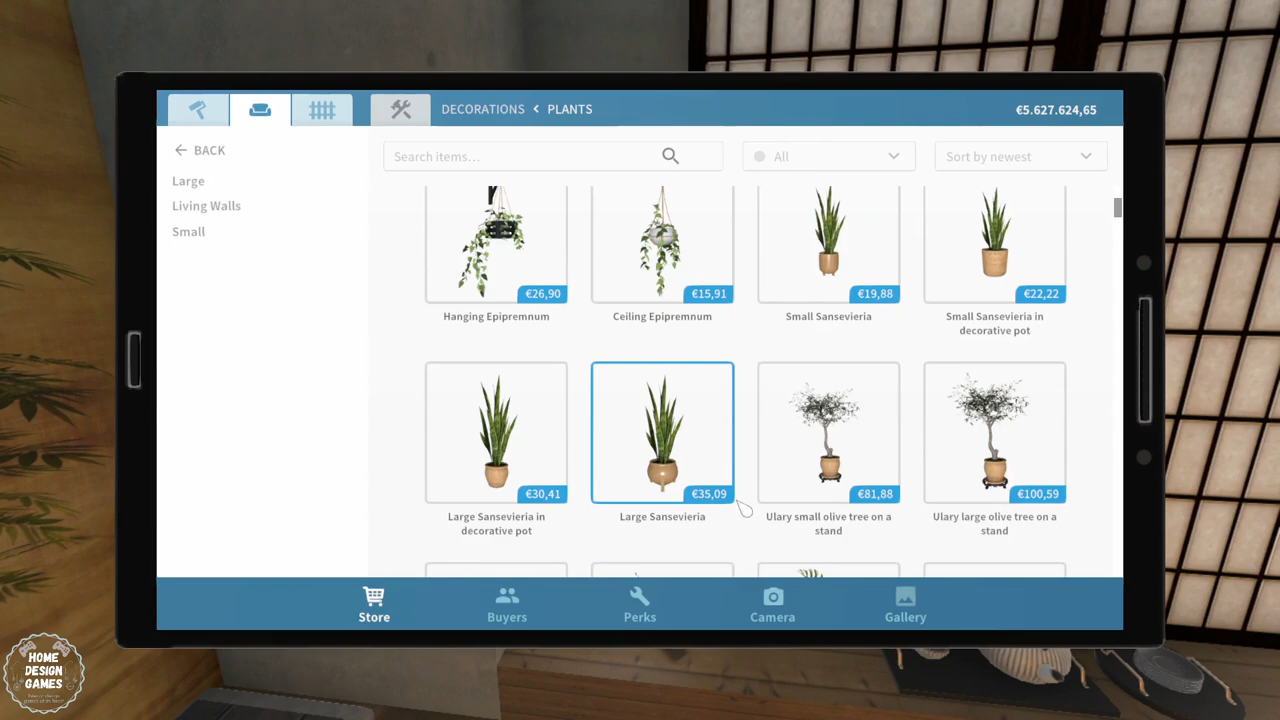 DECORATIONS < PLANTS
€5.627.624,65
BACK
Large
Living Walls
Small
Search items...
All
Sort by newest
€26,90
€15,91
€19,88
€22,22
Hanging Epipremnum
Ceiling Epipremnum
Small Sansevieria
Small Sansevieria in
decorative pot
€30,41
€35,09
€81,88
€100,59
Large Sansevieria in
decorative pot
Large Sansevieria
Ulary small olive tree on a
stand
Ulary large olive tree on a
stand
Store
Buyers
Perks
Camera
Gallery
HOME
DESIGN
GAMES